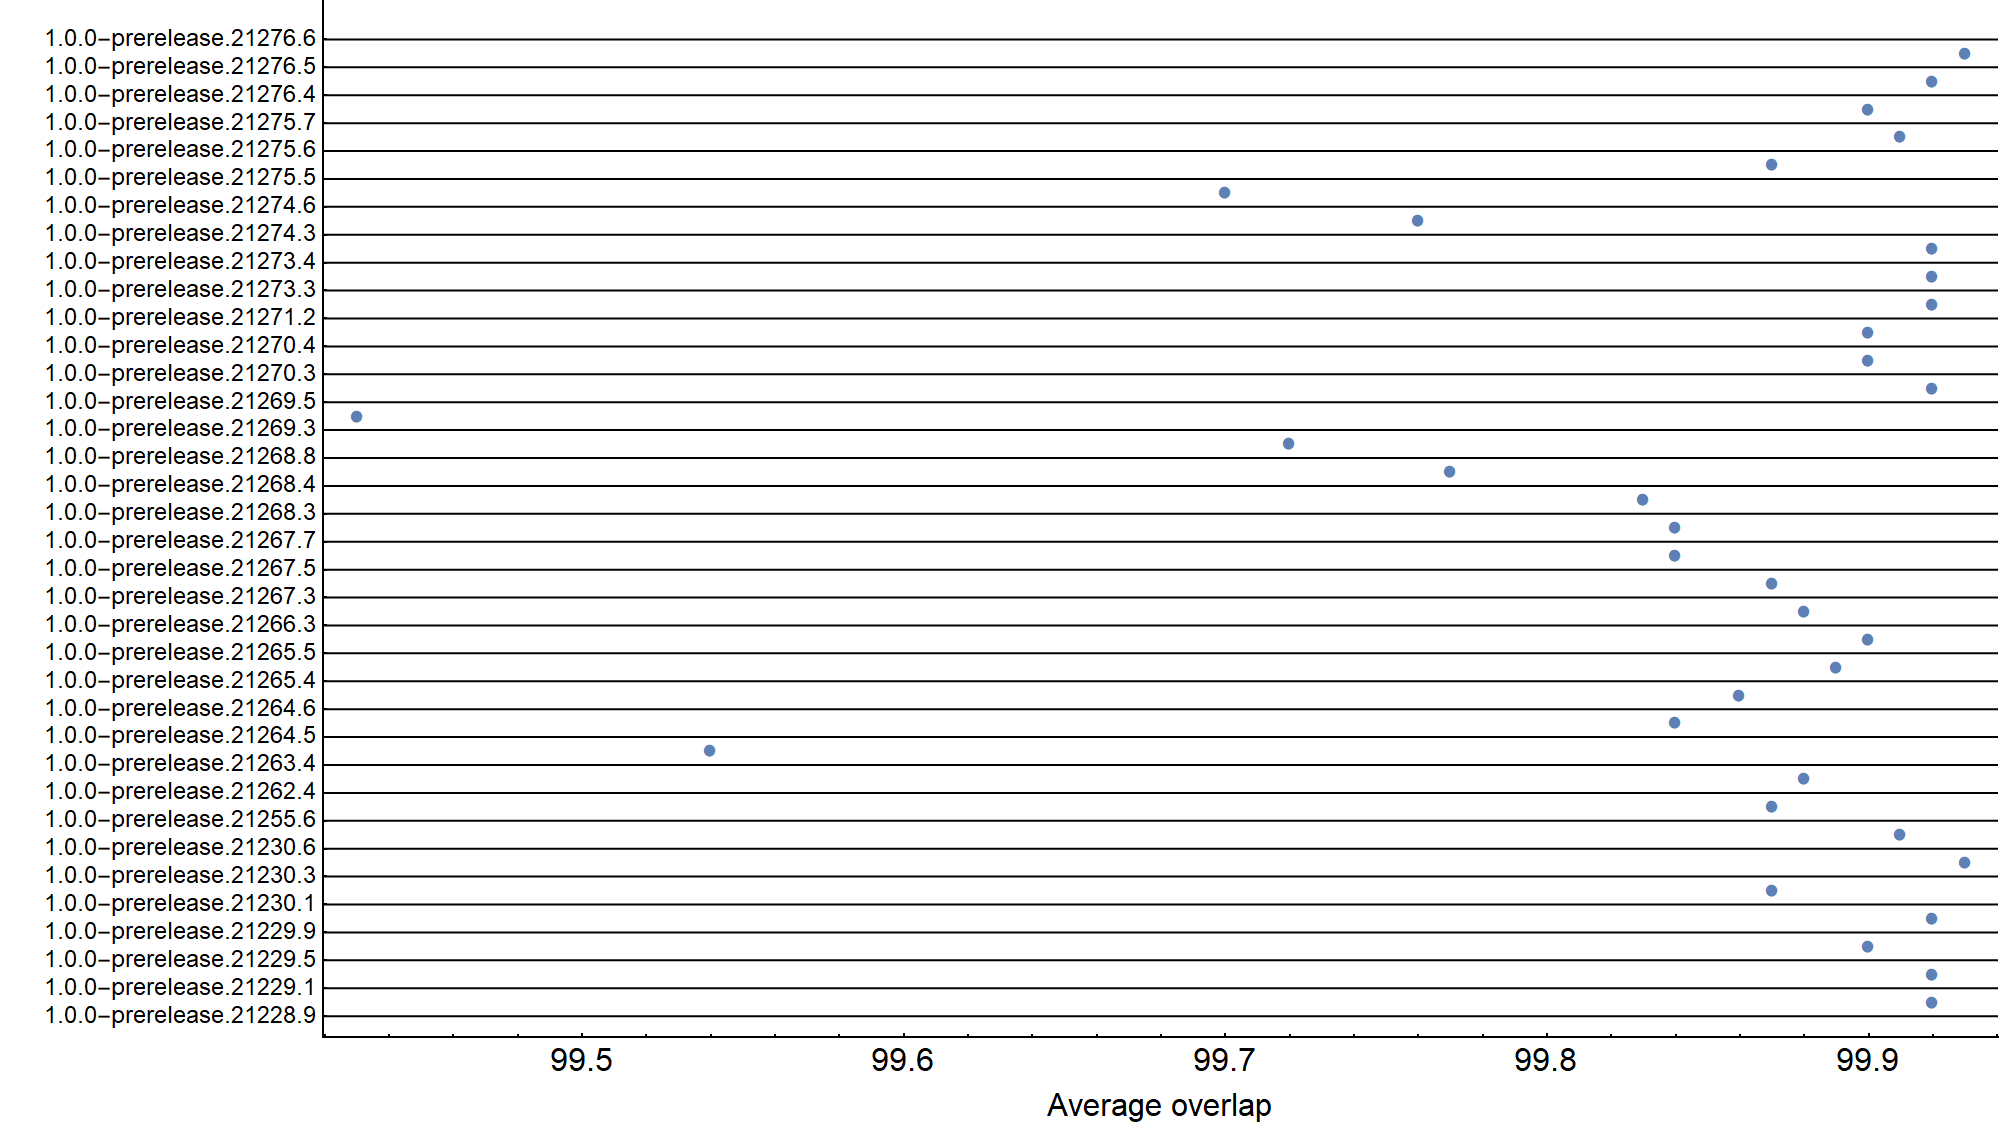 1.0.0−prerelease.21276.6
1.0.0−prerelease.21276.5
1.0.0−prerelease.21276.4
1.0.0−prerelease.21275.7
1.0.0−prerelease.21275.6
1.0.0−prerelease.21275.5
1.0.0−prerelease.21274.6
1.0.0−prerelease.21274.3
1.0.0−prerelease.21273.4
1.0.0−prerelease.21273.3
1.0.0−prerelease.21271.2
1.0.0−prerelease.21270.4
1.0.0−prerelease.21270.3
1.0.0−prerelease.21269.5
1.0.0−prerelease.21269.3
1.0.0−prerelease.21268.8
1.0.0−prerelease.21268.4
1.0.0−prerelease.21268.3
1.0.0−prerelease.21267.7
1.0.0−prerelease.21267.5
1.0.0−prerelease.21267.3
1.0.0−prerelease.21266.3
1.0.0−prerelease.21265.5
1.0.0−prerelease.21265.4
1.0.0−prerelease.21264.6
1.0.0−prerelease.21264.5
1.0.0−prerelease.21263.4
1.0.0−prerelease.21262.4
1.0.0−prerelease.21255.6
1.0.0−prerelease.21230.6
1.0.0−prerelease.21230.3
1.0.0−prerelease.21230.1
1.0.0−prerelease.21229.9
1.0.0−prerelease.21229.5
1.0.0−prerelease.21229.1
1.0.0−prerelease.21228.9
99.5 99.6 99.7 99.8 99.9
Average overlap